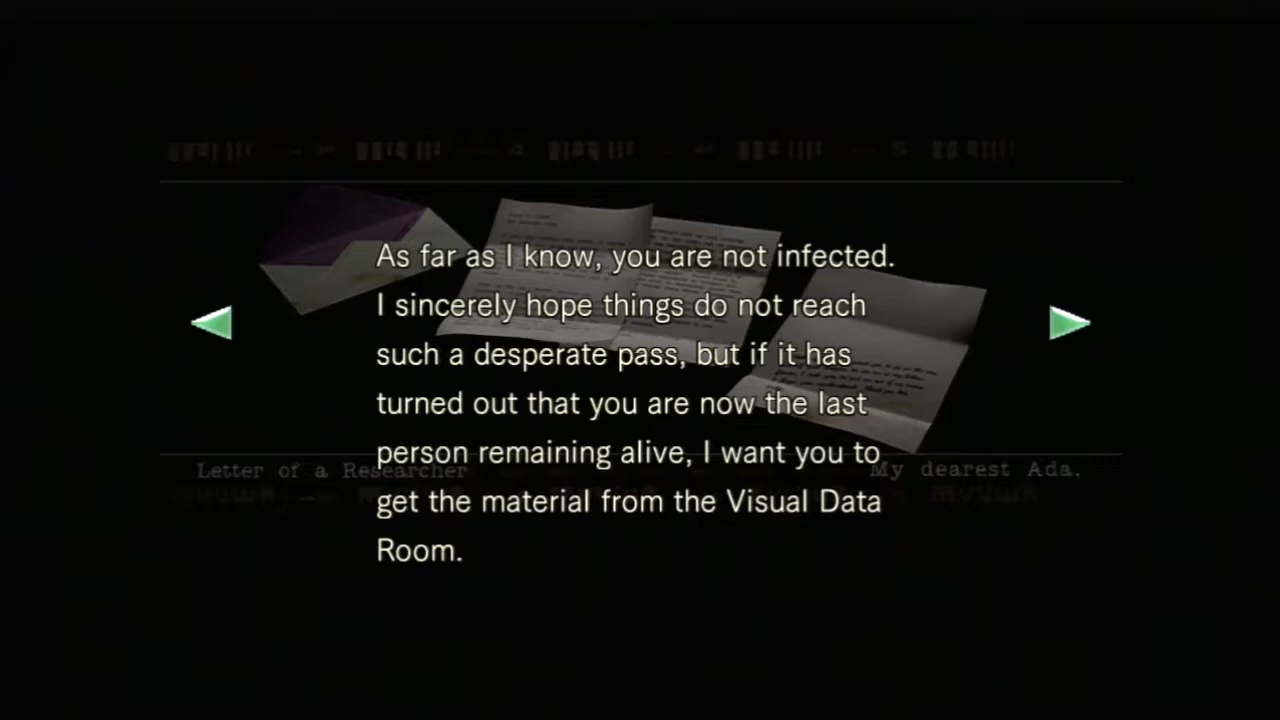 As far as I know, you are not infected.
I sincerely hope things do not reach
such a desperate pass, but if it has
turned out that you are now the last
person remaining alive, I want you to
get the material from the Visual Data
Room.
Letter of a Researcher
My dearest Ada,